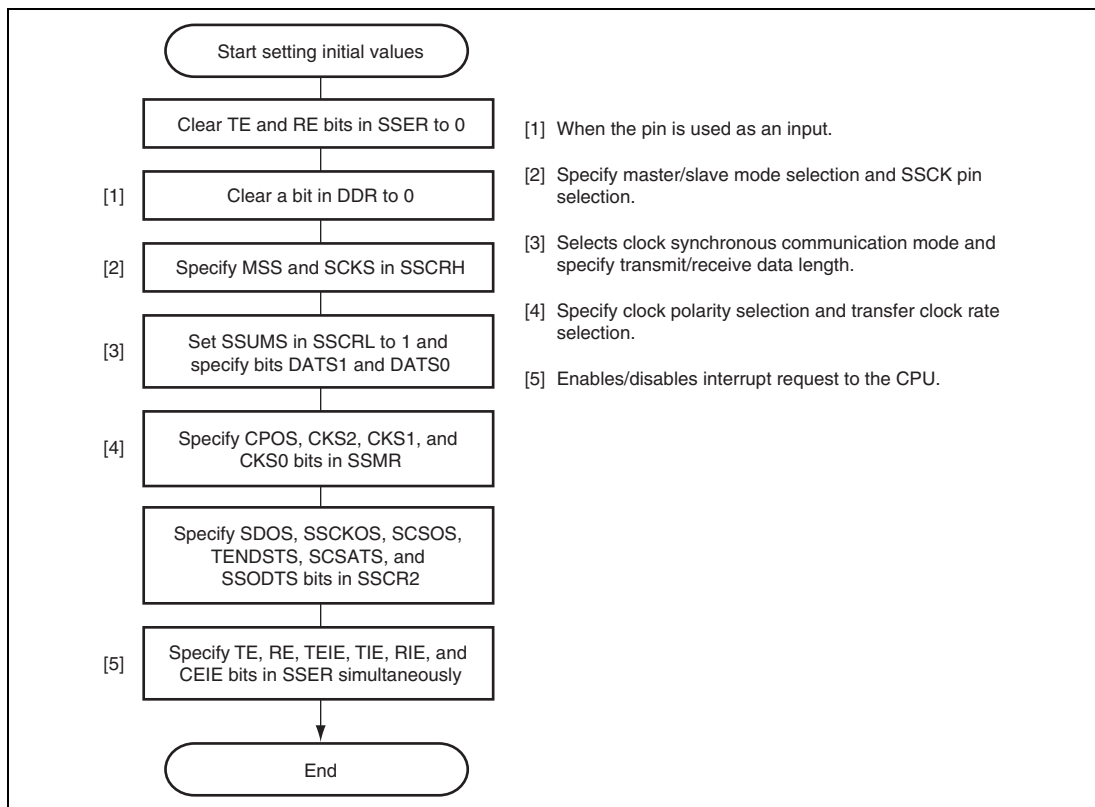 Start setting initial values
Clear TE and RE bits in SSER to 0
[1]
Clear a bit in DDR to 0
[2]
Specify MSS and SCKS in SSCRH
[3]
Set SSUMS in SSCRL to 1 and
specify bits DATS1 and DATS0
[4]
Specify CPOS, CKS2, CKS1, and
CKS0 bits in SSMR
Specify SDOS, SSCKOS, SCSOS,
TENDSTS, SCSATS, and
SSODTS bits in SSCR2
[5]
Specify TE, RE, TEIE, TIE, RIE, and
CEIE bits in SSER simultaneously
End
[1] When the pin is used as an input.
[2] Specify master/slave mode selection and SSCK pin
selection.
[3] Selects clock synchronous communication mode and
specify transmit/receive data length.
[4] Specify clock polarity selection and transfer clock rate
selection.
[5] Enables/disables interrupt request to the CPU.